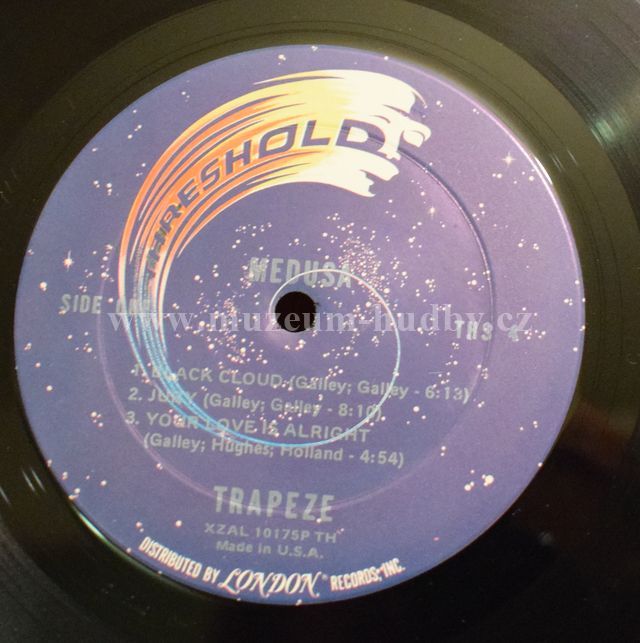 THRESHOLD
MEDUSA
SIDE ONE
www.muzeum-hudby.cz
THS 4
1. BLACK CLOUD (Galley; Galley - 6:13)
2. JURY (Galley; Galley - 8:10)
3. YOUR LOVE IS ALRIGHT
(Galley; Hughes; Holland - 4:54)
TRAPEZE
XZAL 10175P TH
Made in U.S.A.
DISTRIBUTED BY LONDON ® RECORDS, INC.